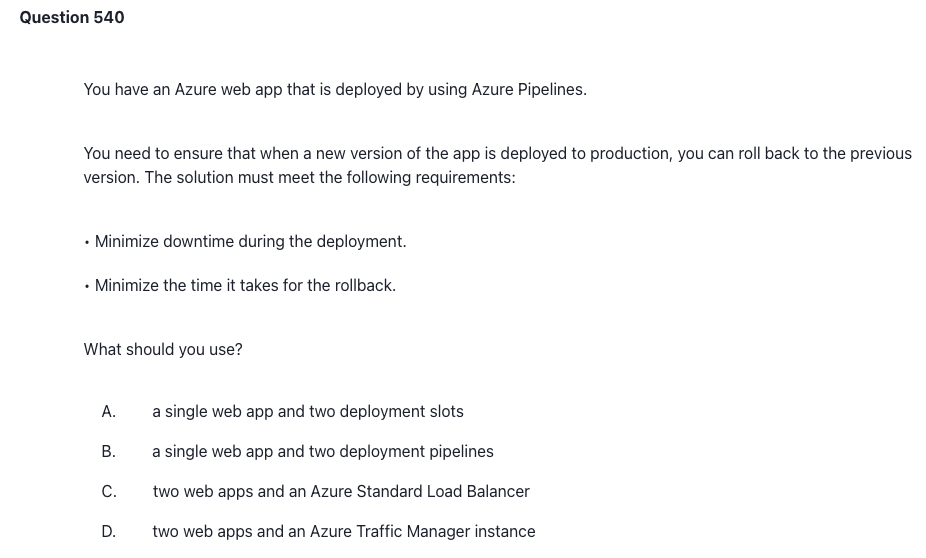 Question 540
You have an Azure web app that is deployed by using Azure Pipelines.
You need to ensure that when a new version of the app is deployed to production, you can roll back to the previous
version. The solution must meet the following requirements:
• Minimize downtime during the deployment.
• Minimize the time it takes for the rollback.
What should you use?
A. a single web app and two deployment slots
B. a single web app and two deployment pipelines
C. two web apps and an Azure Standard Load Balancer
D. two web apps and an Azure Traffic Manager instance